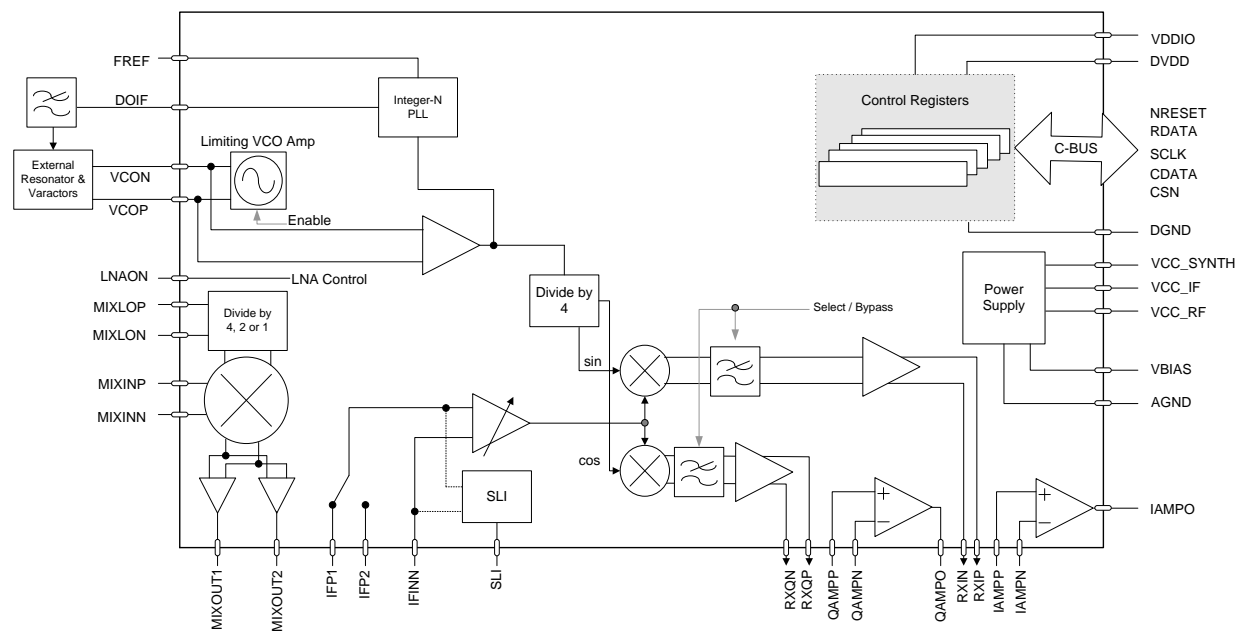 FREF
DOIF
Integer-N
PLL
Limiting VCO Amp
External
Resonator &
Varactors
VCON
VCOP
Enable
LNAON
LNA Control
MIXLOP
MIXLON
Divide by
4, 2 or 1
MIXINP
MIXINN
MIXOUT1
MIXOUT2
IFP1
IFP2
IFINN
SLI
SLI
Divide by
4
sin
cos
Select / Bypass
Control Registers
C-BUS
VDDIO
DVDD
NRESET
RDATA
SCLK
CDATA
CSN
DGND
Power
Supply
VCC_SYNTH
VCC_IF
VCC_RF
VBIAS
AGND
+
−
+
−
IAMPO
RXQN
RXQP
QAMPP
QAMPN
QAMPO
RXIN
RXIP
IAMPP
IAMPN